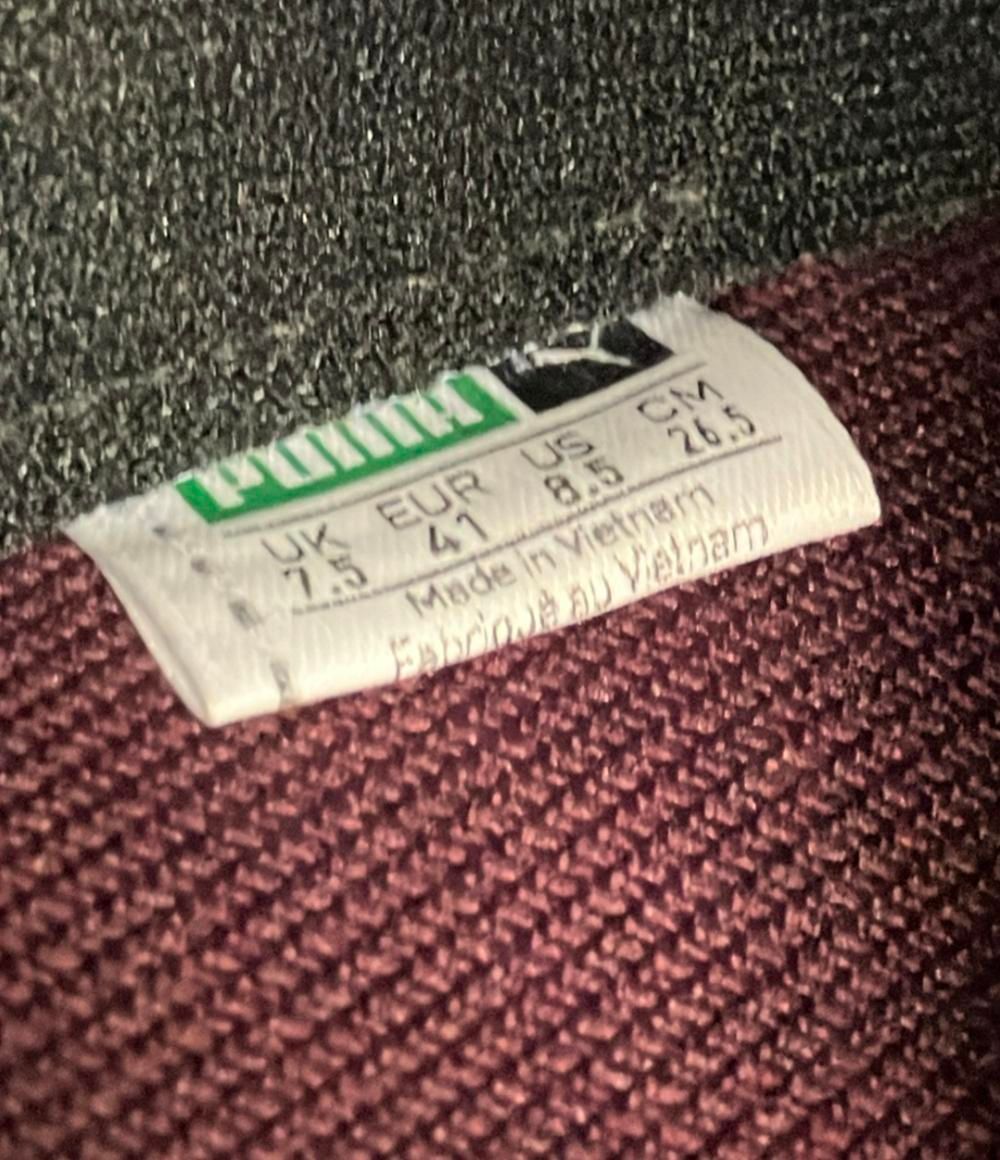 PUMA
UK EUR US CM
7.5 41 8.5 26.5
Made in Vietnam
Fabriqué au Vietnam